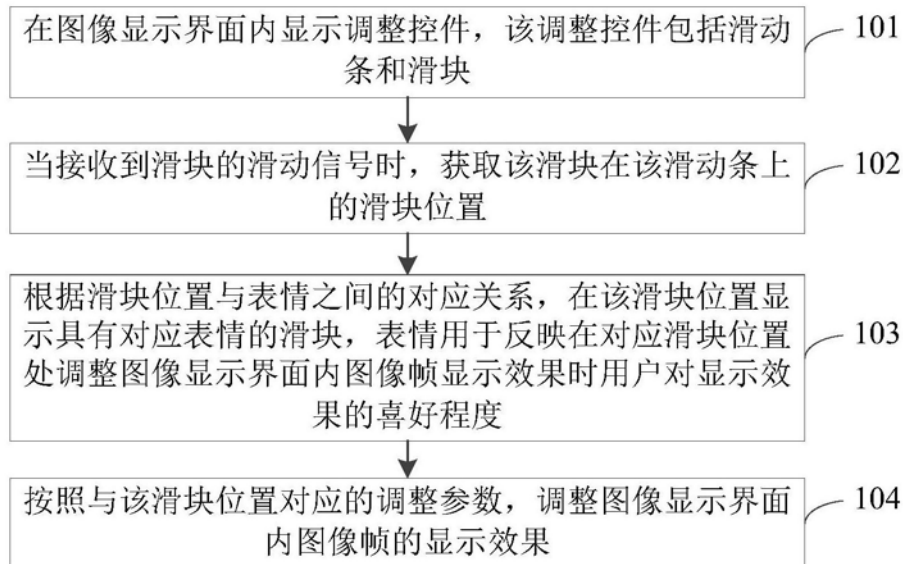 在图像显示界面内显示调整控件，该调整控件包括滑动
条和滑块
101
当接收到滑块的滑动信号时，获取该滑块在该滑动条上
的滑块位置
102
根据滑块位置与表情之间的对应关系，在该滑块位置显
示具有对应表情的滑块，表情用于反映在对应滑块位置
处调整图像显示界面内图像帧显示效果时用户对显示效
果的喜好程度
103
按照与该滑块位置对应的调整参数，调整图像显示界面
内图像帧的显示效果
104